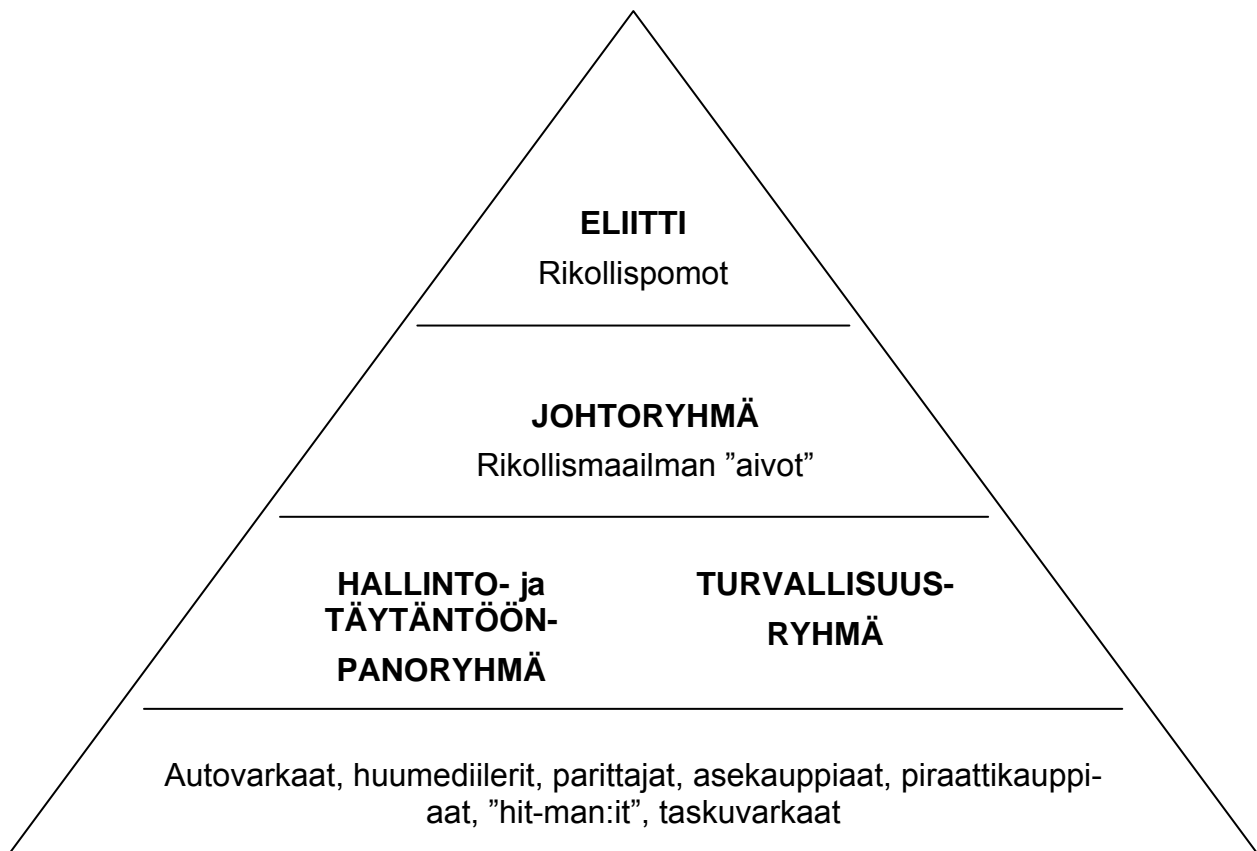 ELIITTI
Rikollispomot
JOHTORYHMÄ
Rikollismaailman ”aivot”
HALLINTO- ja
TÄYTÄNTÖÖN-
PANORYHMÄ
TURVALLISUUS-
RYHMÄ
Autovarkaat, huumediilerit, parittajat, asekauppiaat, piraattikauppi-
aat, ”hit-man:it”, taskuvarkaat